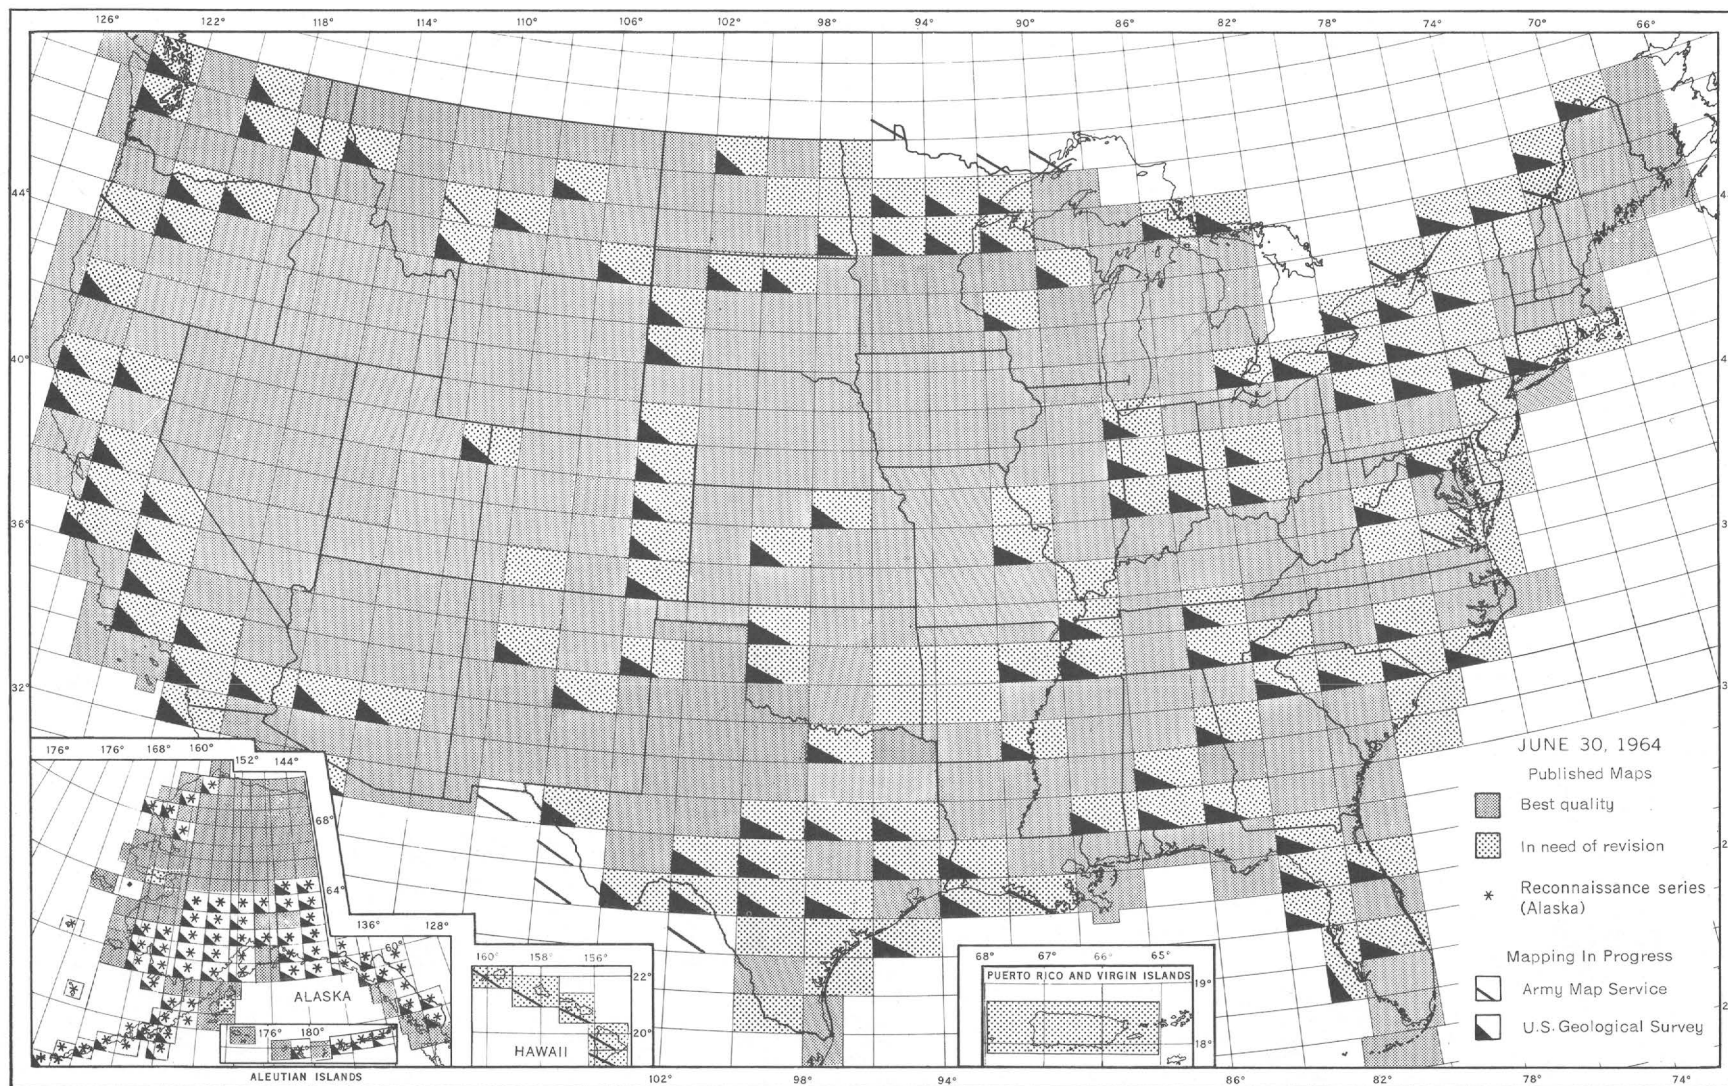 126° 122° 118° 114° 110° 106° 102° 98° 94° 90° 86° 82° 78° 74° 70° 66°
44°
40°
36°
32°
JUNE 30, 1964
Published Maps
Best quality
In need of revision
Reconnaissance series
(Alaska)
Mapping In Progress
Army Map Service
U.S. Geological Survey
176° 176° 168° 160° 152° 144°
68°
64°
136° 128°
60°
ALASKA
176° 180°
ALEUTIAN ISLANDS
160° 158° 156°
22°
20°
HAWAII
68° 67° 66° 65°
PUERTO RICO AND VIRGIN ISLANDS
19°
18°
102° 98° 94° 86° 82° 78° 74°